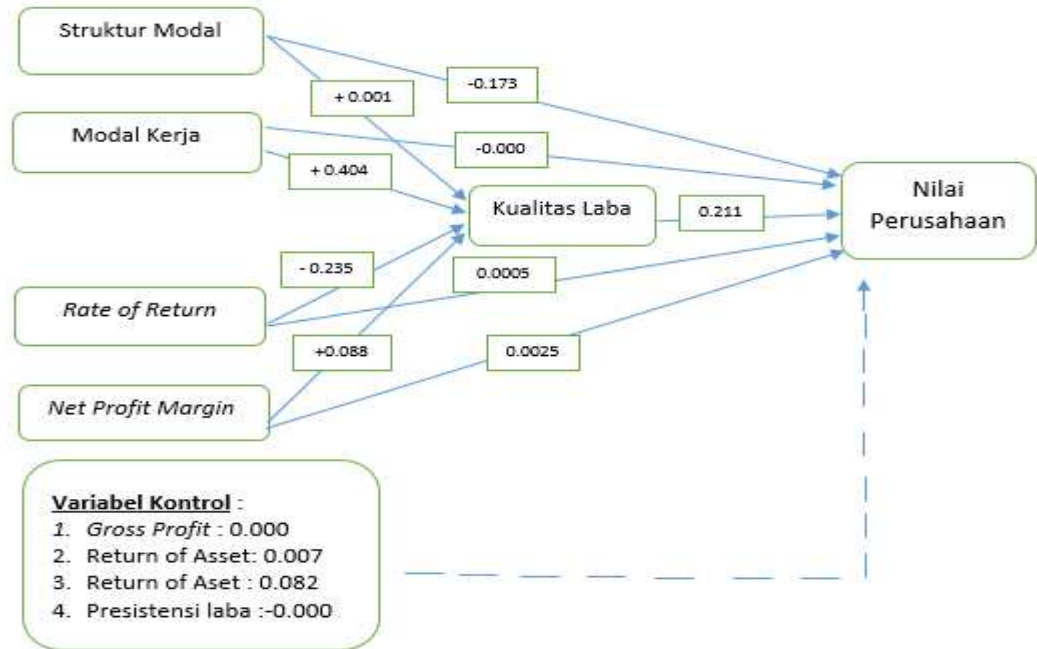 Struktur Modal
-0.173
+ 0.001
Modal Kerja
-0.000
+ 0.404
Kualitas Laba
0.211
Nilai
Perusahaan
- 0.235
0.0005
Rate of Return
+0.088
0.0025
Net Profit Margin
Variabel Kontrol :
1. Gross Profit : 0.000
2. Return of Asset: 0.007
3. Return of Aset : 0.082
4. Presistensi laba :-0.000